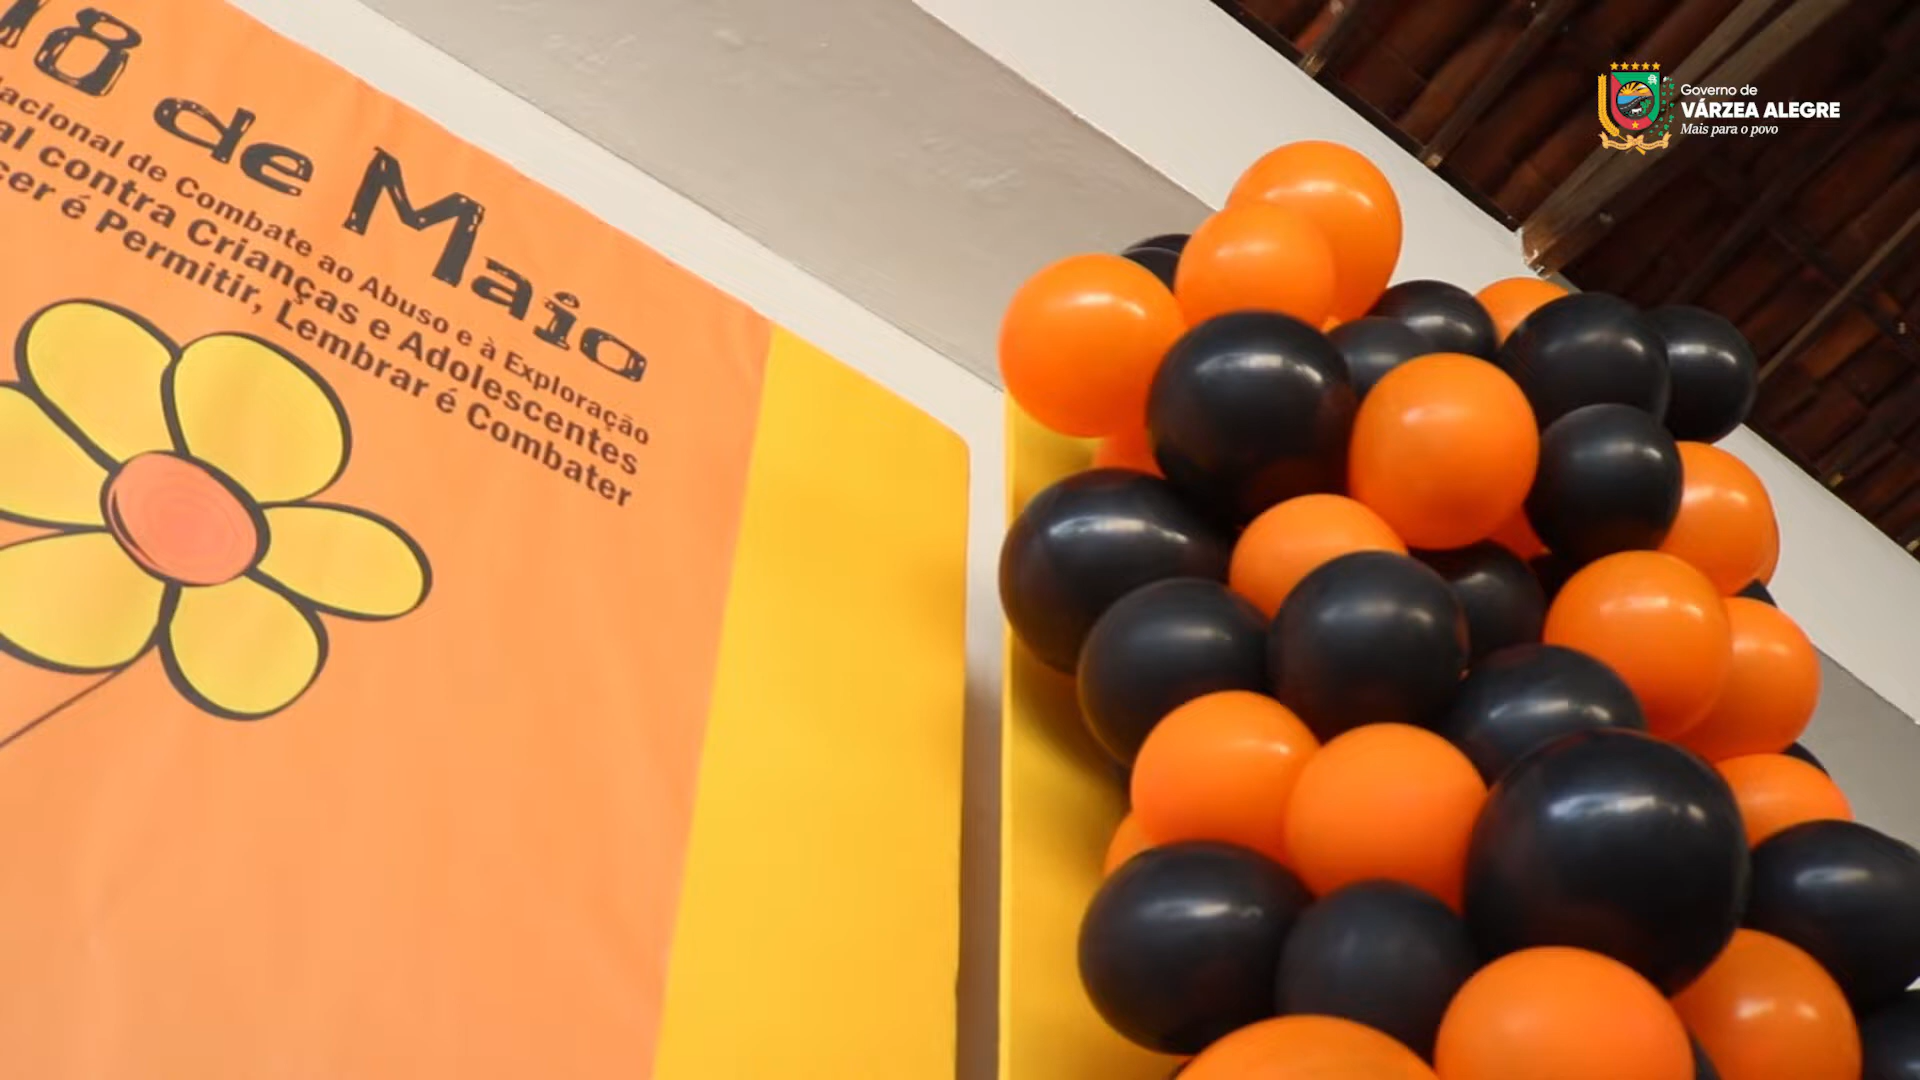 18 de Maio
acional de Combate ao Abuso e à Exploração
al contra Crianças e Adolescentes
cer é Permitir, Lembrar é Combater
Governo de
VÁRZEA ALEGRE
Mais para o povo